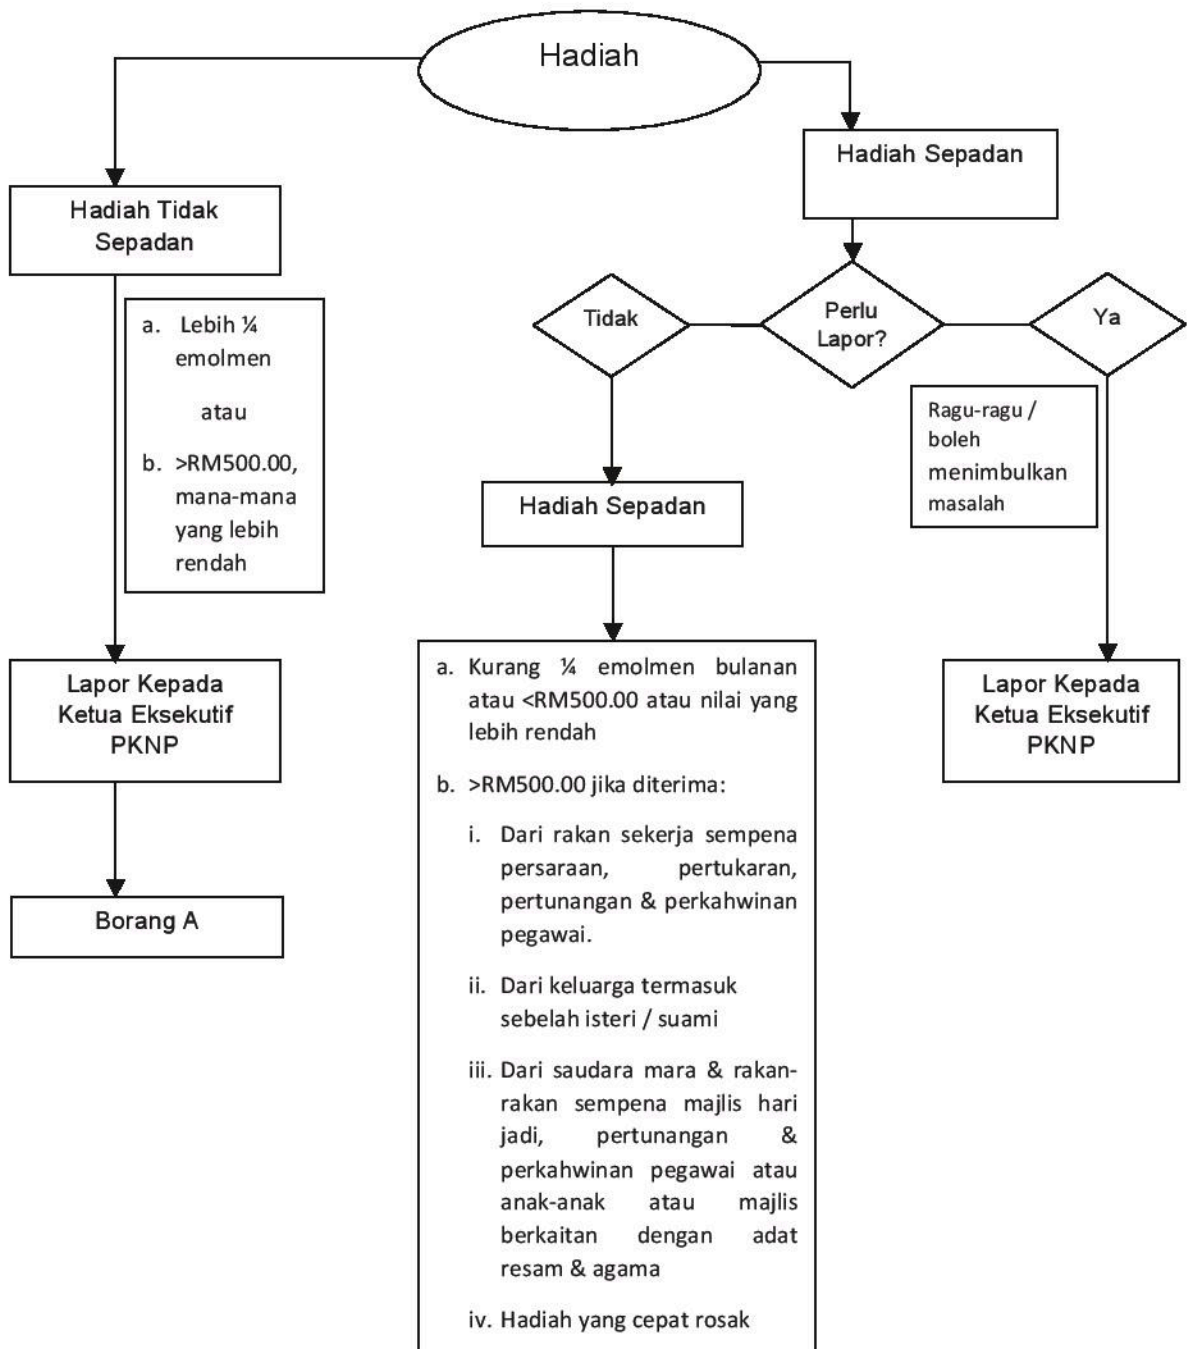 Hadiah
Hadiah Tidak
Sepadan
a. Lebih ¼
emolmen
atau
b. >RM500.00,
mana-mana
yang lebih
rendah
Lapor Kepada
Ketua Eksekutif
PKNP
Borang A
Hadiah Sepadan
Perlu
Lapor?
Tidak
Hadiah Sepadan
a. Kurang ¼ emolmen bulanan
atau <RM500.00 atau nilai yang
lebih rendah
b. >RM500.00 jika diterima:
i. Dari rakan sekerja sempena
persaraan, pertukaran,
pertunangan & perkahwinan
pegawai.
ii. Dari keluarga termasuk
sebelah isteri / suami
iii. Dari saudara mara & rakan-
rakan sempena majlis hari
jadi, pertunangan &
perkahwinan pegawai atau
anak-anak atau majlis
berkaitan dengan adat
resam & agama
iv. Hadiah yang cepat rosak
Ya
Ragu-ragu /
boleh
menimbulkan
masalah
Lapor Kepada
Ketua Eksekutif
PKNP